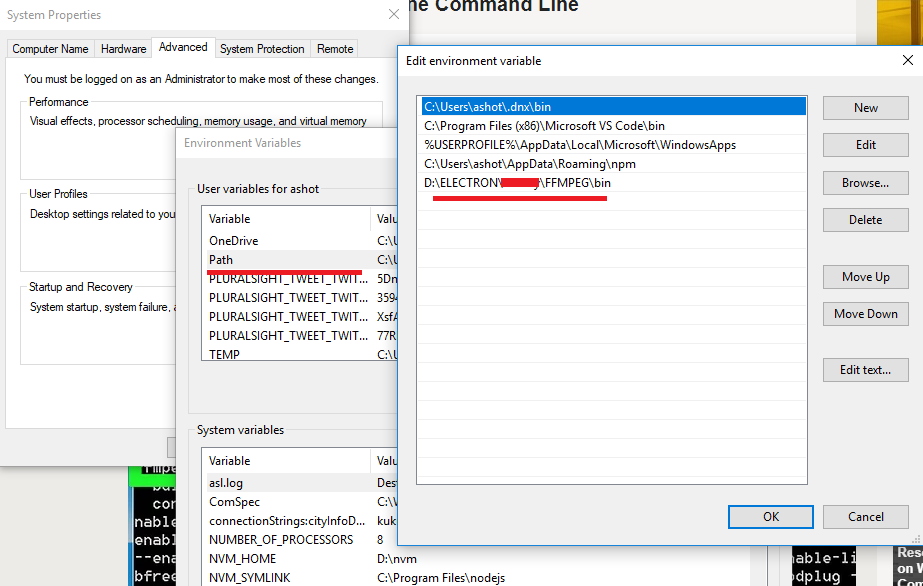 ne Command Line
System Properties
Computer Name
Hardware
Advanced
System Protection
Remote
You must be logged on as an Administrator to make most of these changes.
Performance
Visual effects, processor scheduling, memory usage, and virtual memory
User Profiles
Desktop settings related to you
Startup and Recovery
System startup, system failure,
Environment Variables
User variables for ashot
Variable
Valu
OneDrive
C:\U
Path
C:\U
PLURALSIGHT_TWEET_TWIT...
5Dn
PLURALSIGHT_TWEET_TWIT...
3594
PLURALSIGHT_TWEET_TWIT...
XsfA
PLURALSIGHT_TWEET_TWIT...
77R
TEMP
C:\U
System variables
Variable
Valu
asl.log
Des
ComSpec
C:\W
connectionStrings:cityInfoD...
kuk
NUMBER_OF_PROCESSORS
8
NVM_HOME
D:\nvm
NVM_SYMLINK
C:\Program Files\nodejs
Edit environment variable
C:\Users\ashot\.dnx\bin
C:\Program Files (x86)\Microsoft VS Code\bin
%USERPROFILE%\AppData\Local\Microsoft\WindowsApps
C:\Users\ashot\AppData\Roaming\npm
D:\ELECTRON\ \FFMPEG\bin
New
Edit
Browse...
Delete
Move Up
Move Down
Edit text...
OK
Cancel
con
nable
enabl
--ena
bfree
nable-li
odplug -
Reso
on W